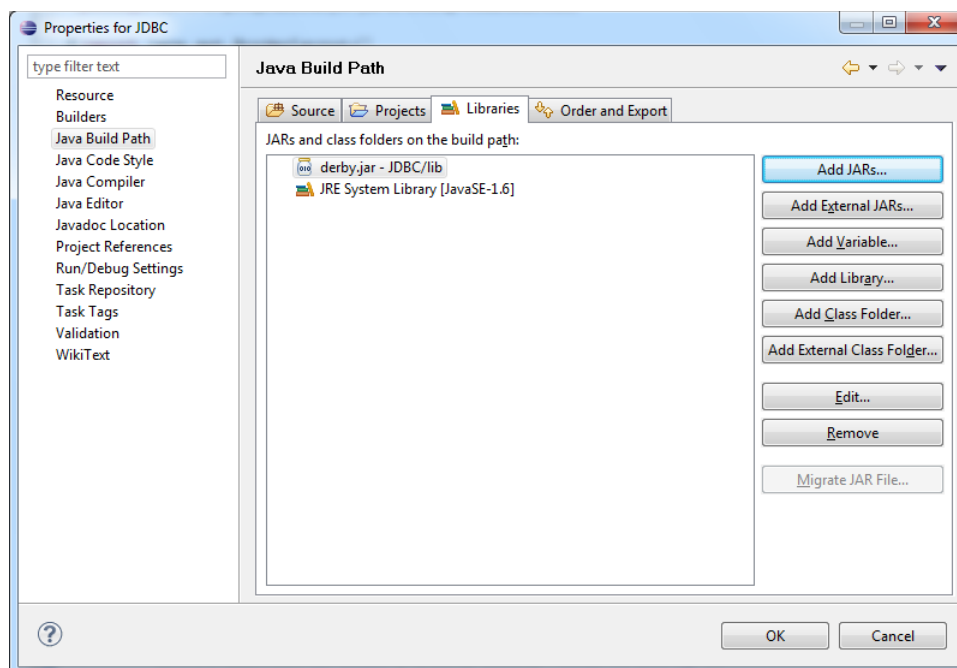 Properties for JDBC
type filter text
Resource
Builders
Java Build Path
Java Code Style
Java Compiler
Java Editor
Javadoc Location
Project References
Run/Debug Settings
Task Repository
Task Tags
Validation
WikiText
Java Build Path
Source Projects Libraries Order and Export
JARs and class folders on the build path:
derby.jar - JDBC/lib
JRE System Library [JavaSE-1.6]
Add JARs...
Add External JARs...
Add Variable...
Add Library...
Add Class Folder...
Add External Class Folder...
Edit...
Remove
Migrate JAR File...
OK Cancel